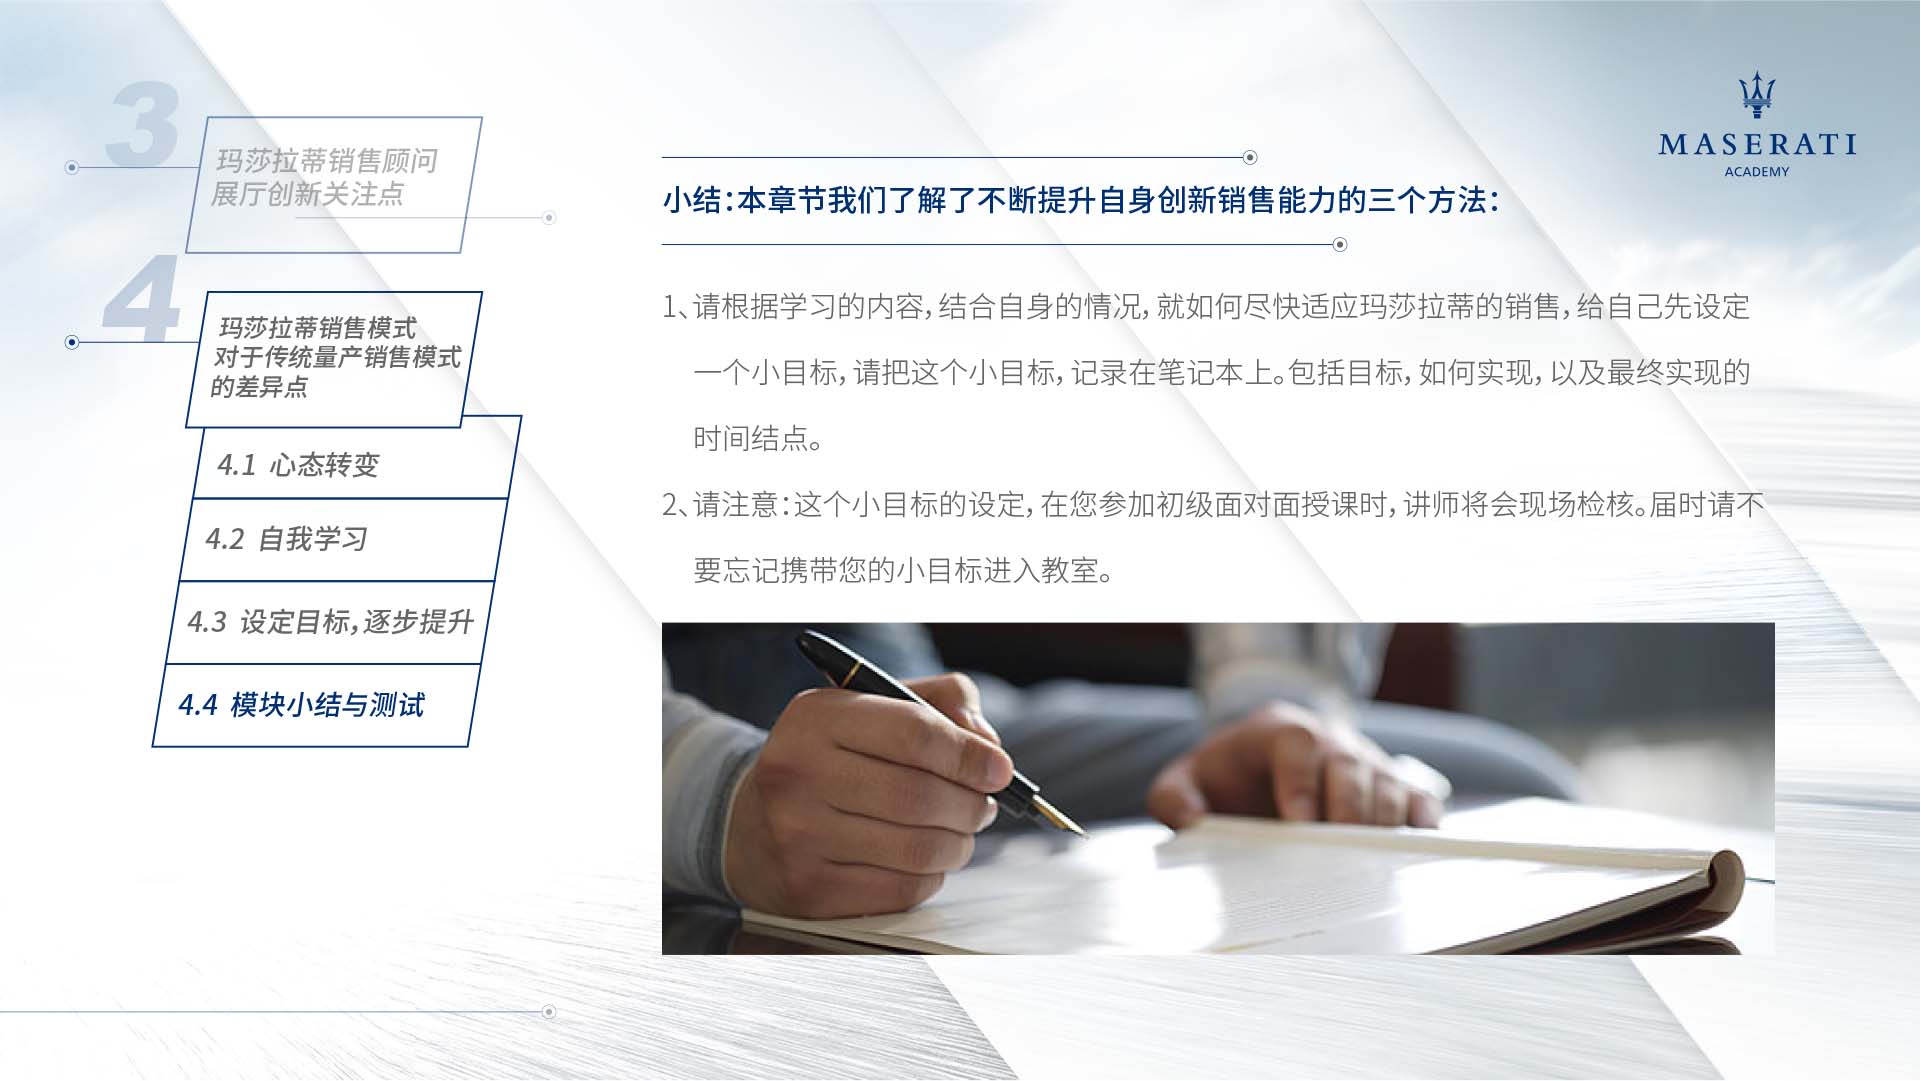 3
玛莎拉蒂销售顾问
展厅创新关注点
4
玛莎拉蒂销售模式
对于传统量产销售模式
的差异点
4.1 心态转变
4.2 自我学习
4.3 设定目标，逐步提升
4.4 模块小结与测试
MASERATI
ACADEMY
小结：本章节我们了解了不断提升自身创新销售能力的三个方法：
1、请根据学习的内容，结合自身的情况，就如何尽快适应玛莎拉蒂的销售，给自己先设定
一个小目标，请把这个小目标，记录在笔记本上。包括目标，如何实现，以及最终实现的
时间结点。
2、请注意：这个小目标的设定，在您参加初级面对面授课时，讲师将会现场检核。届时请不
要忘记携带您的小目标进入教室。